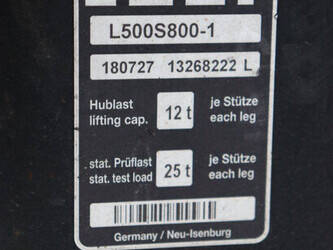 L500S800-1
180727 13268222 L
Hublast 12 t je Stütze
lifting cap. each leg
stat. Prüflast 25 t je Stütze
stat. test load each leg
Germany / Neu-Isenburg